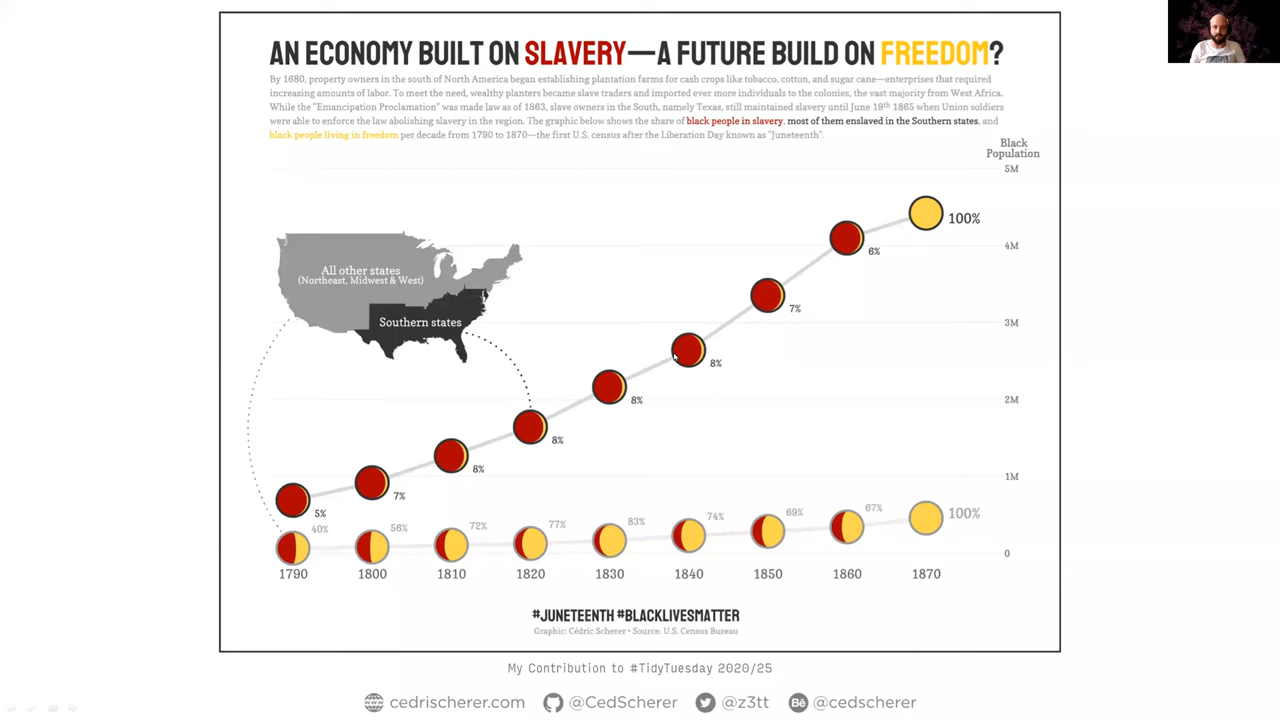 AN ECONOMY BUILT ON SLAVERY—A FUTURE BUILD ON FREEDOM?
By 1680, property owners in the south of North America began establishing plantation farms for cash crops like tobacco, cotton, and sugar cane—enterprises that required
increasing amounts of labor. To meet the need, wealthy planters became slave traders and imported ever more individuals to the colonies, the vast majority from West Africa.
While the "Emancipation Proclamation" was made law as of 1863, slave owners in the South, namely Texas, still maintained slavery until June 19th 1865 when Union soldiers
were able to enforce the law abolishing slavery in the region. The graphic below shows the share of black people in slavery, most of them enslaved in the Southern states, and
black people living in freedom per decade from 1790 to 1870—the first U.S. census after the Liberation Day known as "Juneteenth".
Black
Population
5M
100%
4M
6%
All other states
(Northeast, Midwest & West)
7%
3M
Southern states
8%
2M
8%
8%
8%
1M
7%
5%
40%
56%
72%
77%
83%
74%
69%
67%
100%
0
1790 1800 1810 1820 1830 1840 1850 1860 1870
#JUNETEENTH #BLACKLIVESMATTER
Graphic: Cédric Scherer • Source: U.S. Census Bureau
My Contribution to #TidyTuesday 2020/25
cedrischerer.com @CedScherer @z3tt Bē @cedscherer